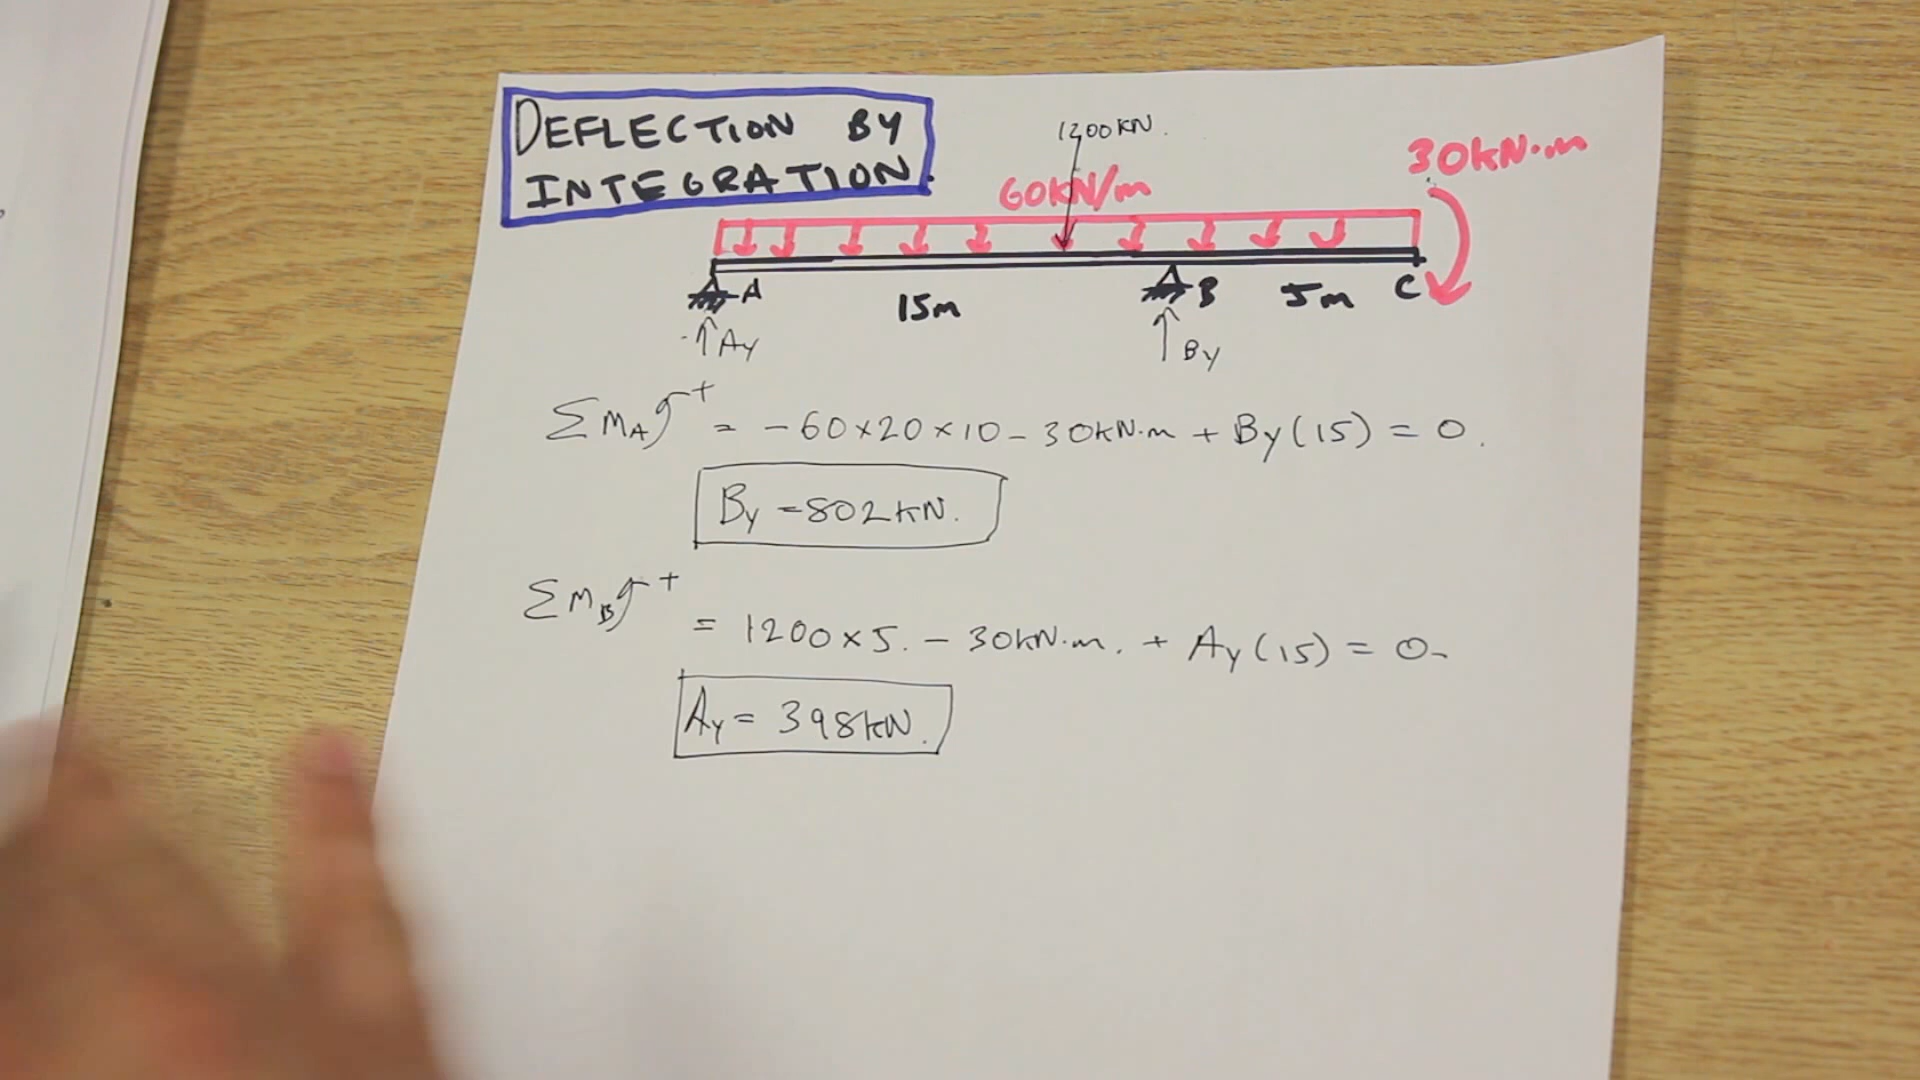 DEFLECTION BY
INTEGRATION.
1200KN.
60KN/m
30kN·m
A
15m
B
5m
C
Ay
By
ΣMA + = -60×20×10-30KN·m + By(15) = 0.
By =802KN.
ΣMB +
= 1200×5. - 30kN·m. + Ay(15) = 0-
Ay = 398KN.